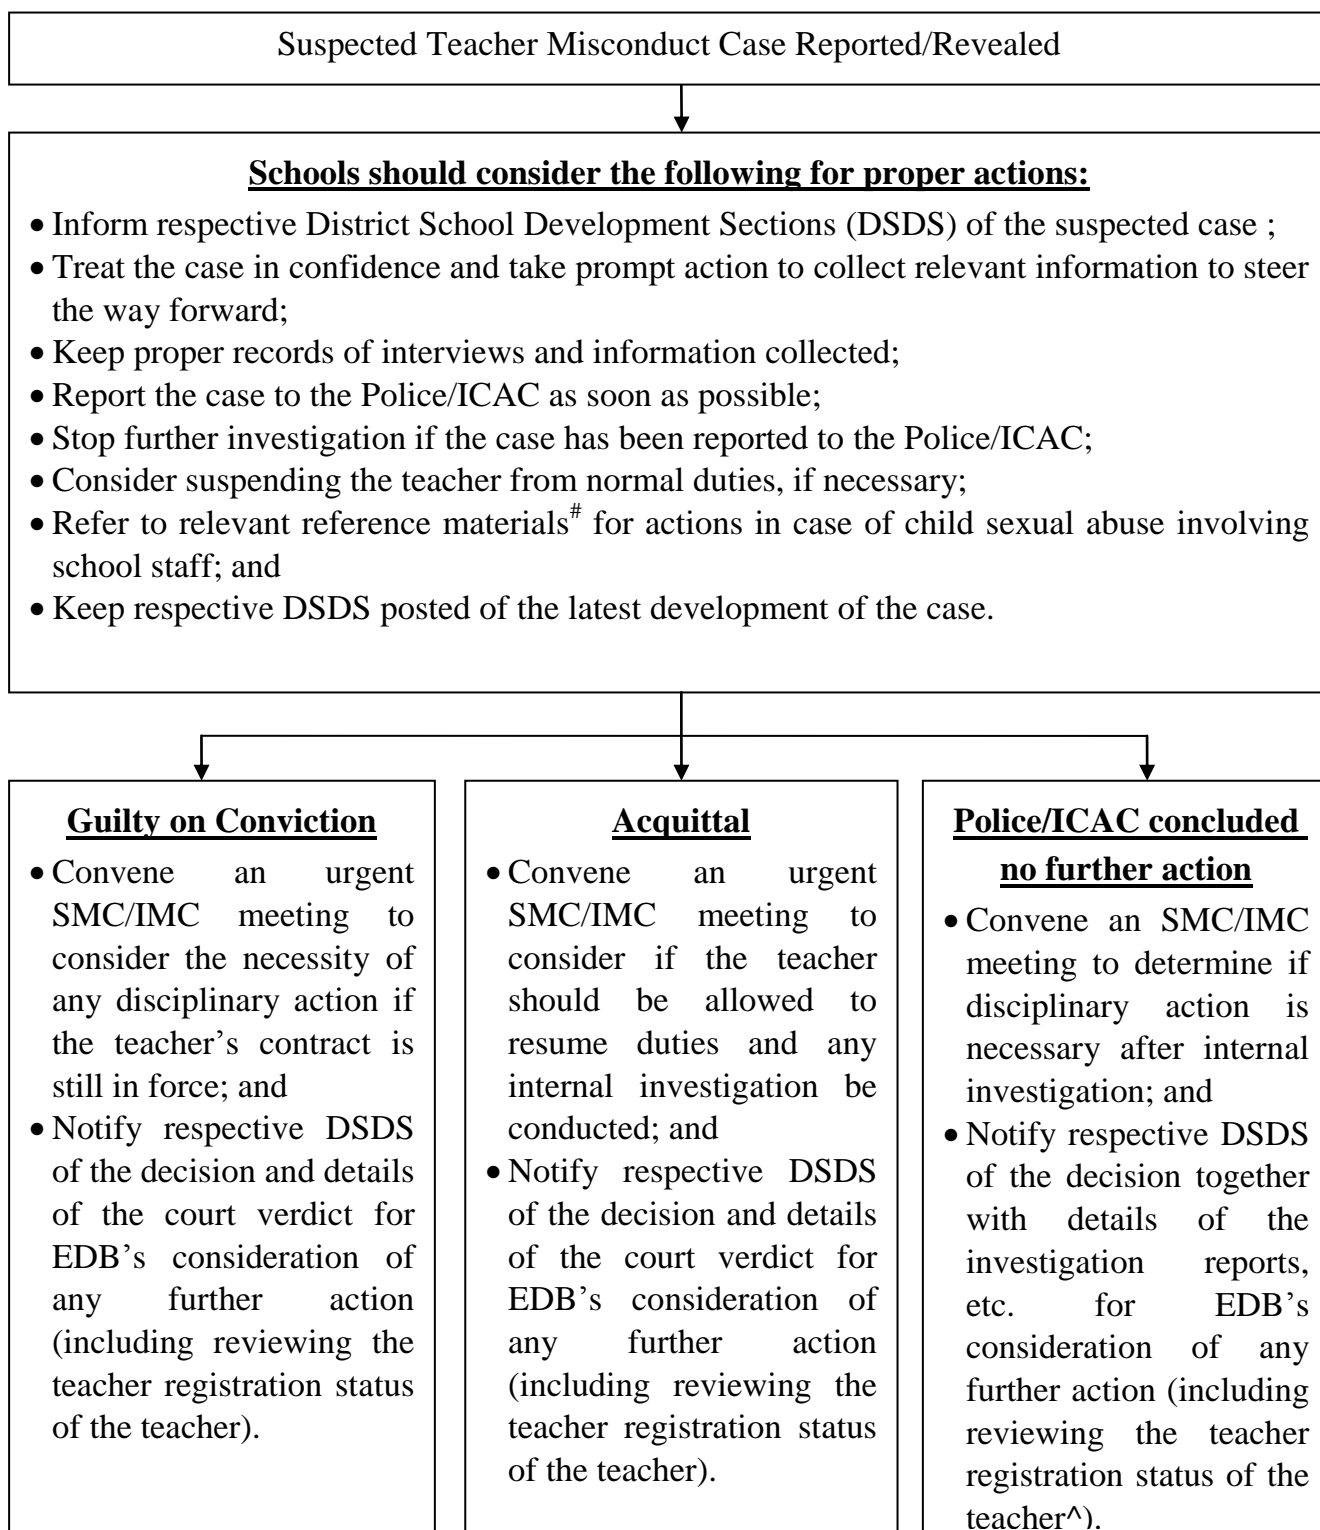 Suspected Teacher Misconduct Case Reported/Revealed
Schools should consider the following for proper actions:
• Inform respective District School Development Sections (DSDS) of the suspected case ;
• Treat the case in confidence and take prompt action to collect relevant information to steer
the way forward;
• Keep proper records of interviews and information collected;
• Report the case to the Police/ICAC as soon as possible;
• Stop further investigation if the case has been reported to the Police/ICAC;
• Consider suspending the teacher from normal duties, if necessary;
• Refer to relevant reference materials# for actions in case of child sexual abuse involving
school staff; and
• Keep respective DSDS posted of the latest development of the case.
Guilty on Conviction
• Convene an urgent
SMC/IMC meeting to
consider the necessity of
any disciplinary action if
the teacher’s contract is
still in force; and
• Notify respective DSDS
of the decision and details
of the court verdict for
EDB’s consideration of
any further action
(including reviewing the
teacher registration status
of the teacher).
Acquittal
• Convene an urgent
SMC/IMC meeting to
consider if the teacher
should be allowed to
resume duties and any
internal investigation be
conducted; and
• Notify respective DSDS
of the decision and details
of the court verdict for
EDB’s consideration of
any further action
(including reviewing the
teacher registration status
of the teacher).
Police/ICAC concluded
no further action
• Convene an SMC/IMC
meeting to determine if
disciplinary action is
necessary after internal
investigation; and
• Notify respective DSDS
of the decision together
with details of the
investigation reports,
etc. for EDB’s
consideration of any
further action (including
reviewing the teacher
registration status of the
teacher^).